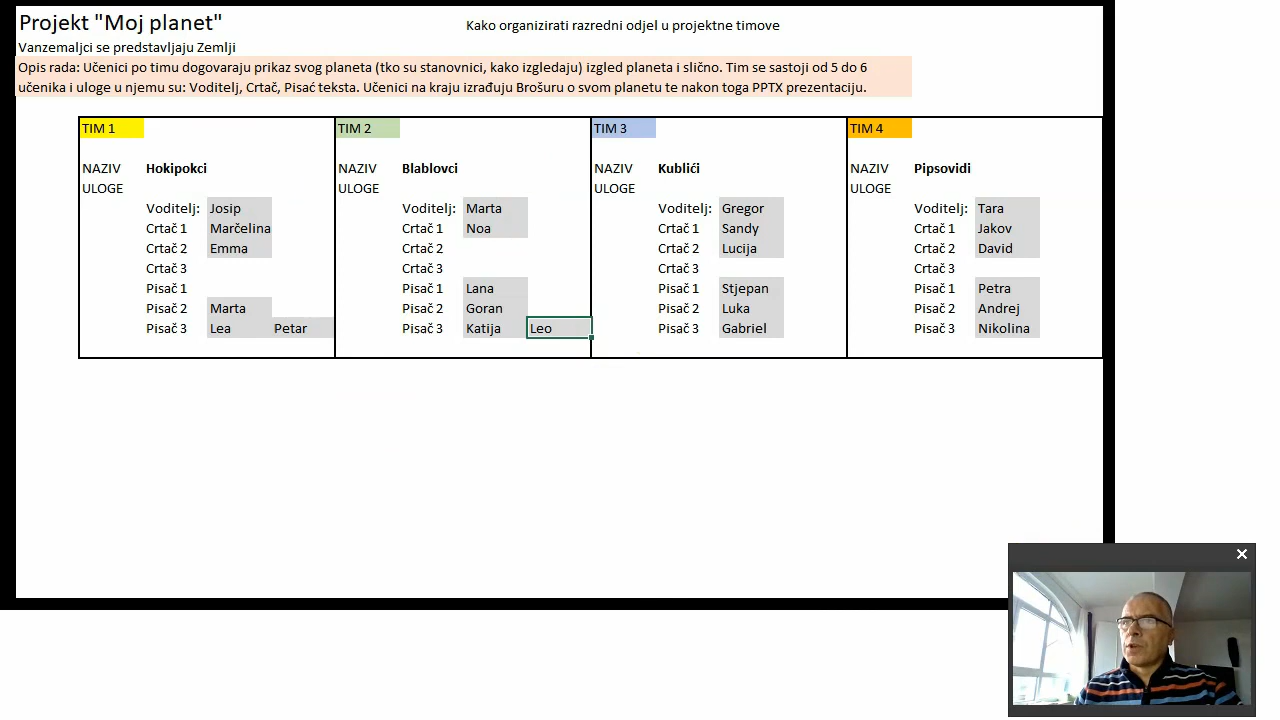 Projekt "Moj planet"
Kako organizirati razredni odjel u projektne timove
Vanzemaljci se predstavljaju Zemlji
Opis rada: Učenici po timu dogovaraju prikaz svog planeta (tko su stanovnici, kako izgledaju) izgled planeta i slično. Tim se sastoji od 5 do 6
učenika i uloge u njemu su: Voditelj, Crtač, Pisać teksta. Učenici na kraju izrađuju Brošuru o svom planetu te nakon toga PPTX prezentaciju.
TIM 1
NAZIV Hokipokci
ULOGE
Voditelj: Josip
Crtač 1 Marčelina
Crtač 2 Emma
Crtač 3
Pisač 1
Pisač 2 Marta
Pisač 3 Lea Petar
TIM 2
NAZIV Blablovci
ULOGE
Voditelj: Marta
Crtač 1 Noa
Crtač 2
Crtač 3
Pisač 1 Lana
Pisač 2 Goran
Pisač 3 Katija Leo
TIM 3
NAZIV Kublići
ULOGE
Voditelj: Gregor
Crtač 1 Sandy
Crtač 2 Lucija
Crtač 3
Pisač 1 Stjepan
Pisač 2 Luka
Pisač 3 Gabriel
TIM 4
NAZIV Pipsovidi
ULOGE
Voditelj: Tara
Crtač 1 Jakov
Crtač 2 David
Crtač 3
Pisač 1 Petra
Pisač 2 Andrej
Pisač 3 Nikolina